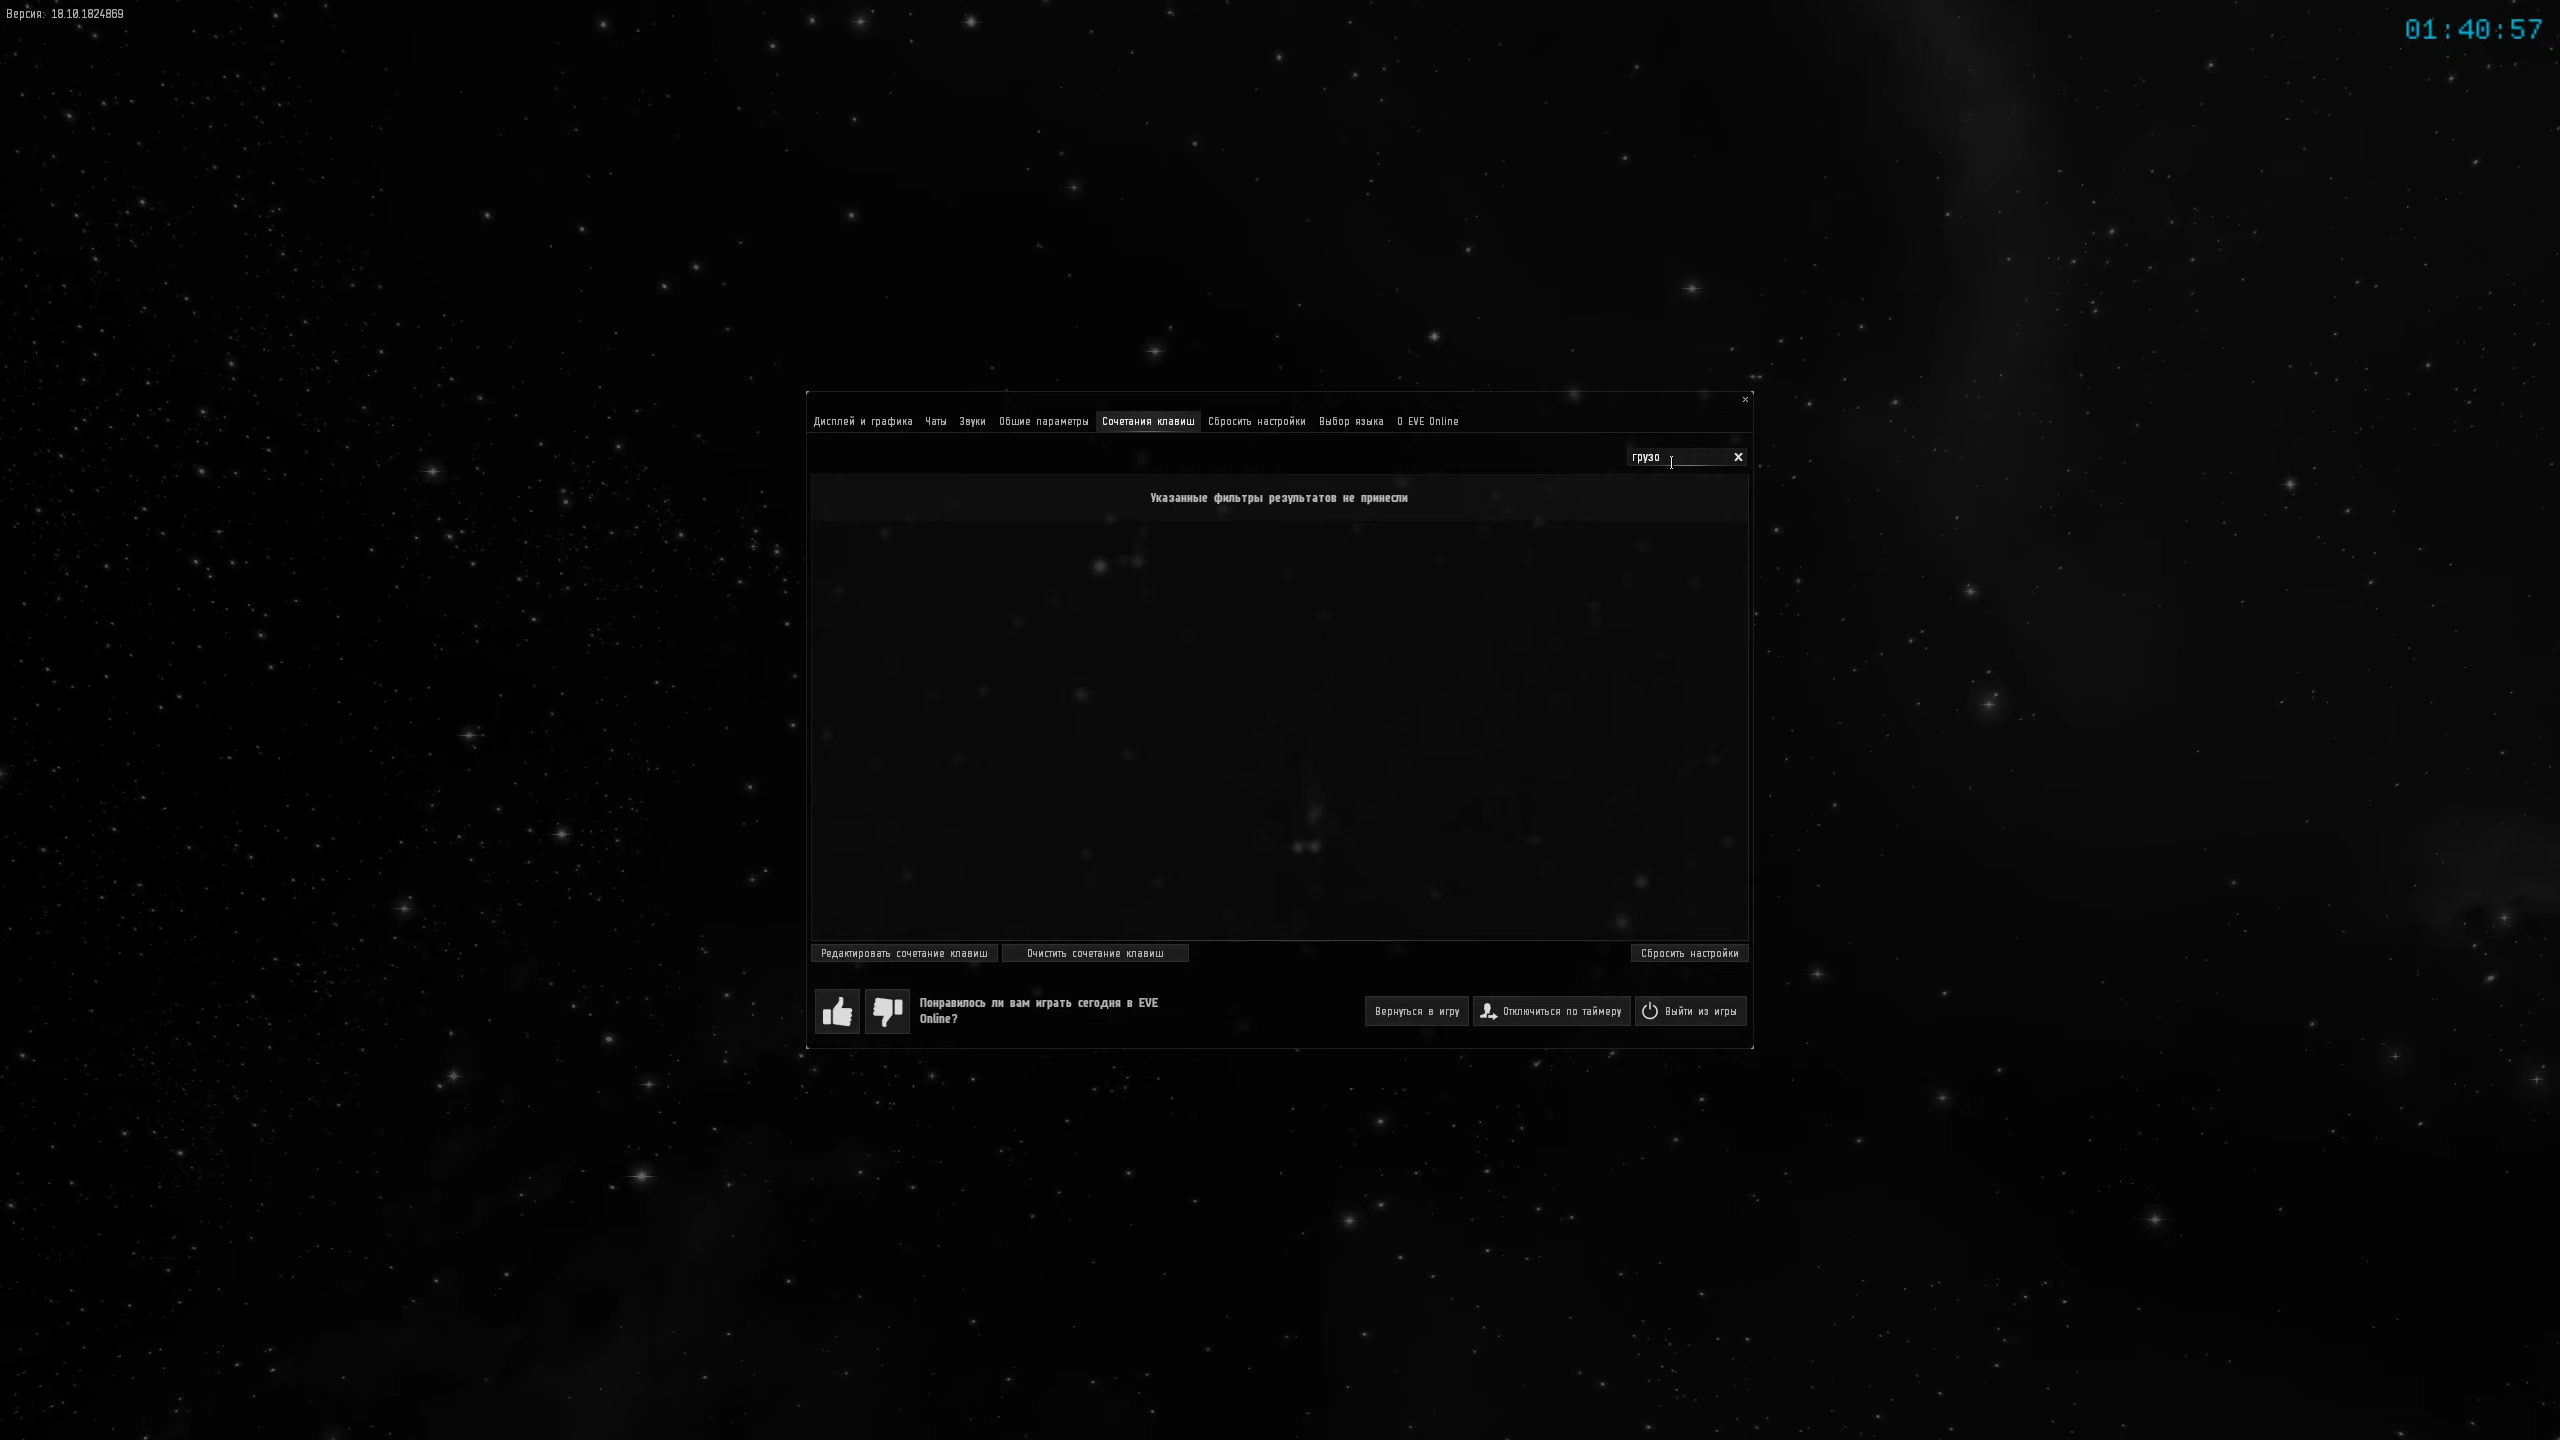 Версия: 18.10.1824869
01:40:57
Дисплей и графика Чаты Звуки Общие параметры Сочетания клавиш Сбросить настройки Выбор языка О EVE Online
грузо
Указанные фильтры результатов не принесли
Редактировать сочетание клавиш Очистить сочетание клавиш Сбросить настройки
Понравилось ли вам играть сегодня в EVE
Online?
Вернуться в игру Отключиться по таймеру Выйти из игры